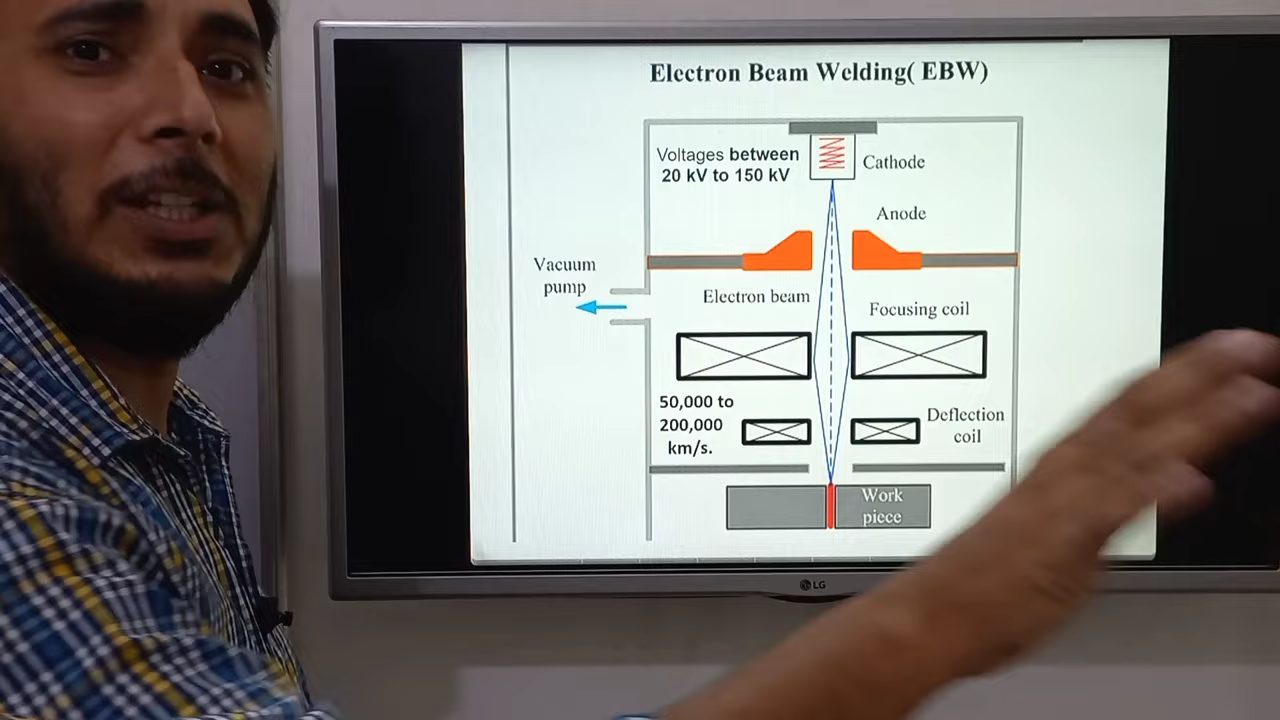 Electron Beam Welding( EBW)
Voltages between
20 kV to 150 kV
Cathode
Anode
Vacuum
pump
Electron beam
Focusing coil
50,000 to
200,000
km/s.
Deflection
coil
Work
piece
LG